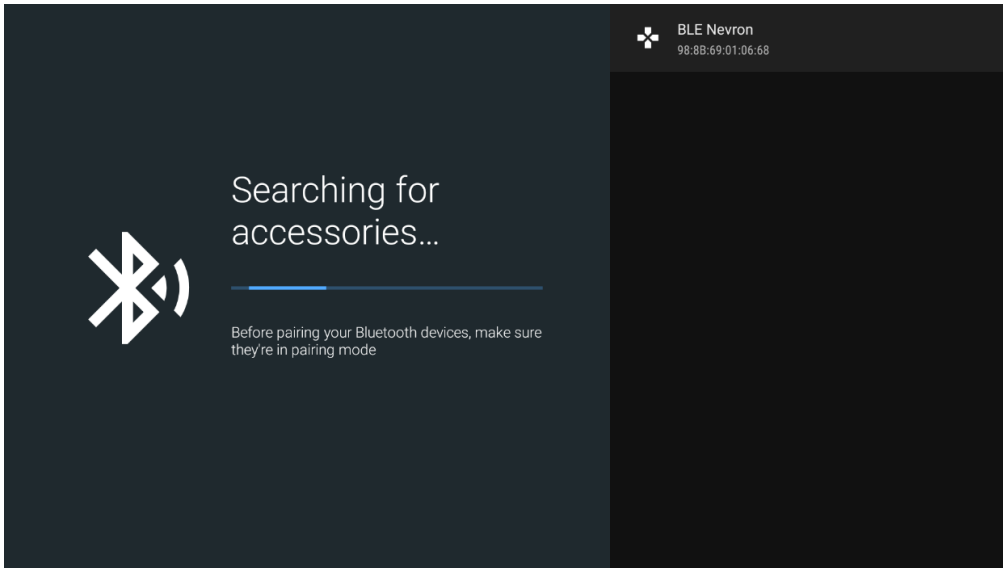 Searching for
accessories...
Before pairing your Bluetooth devices, make sure
they're in pairing mode
BLE Nevron
98:8B:69:01:06:68